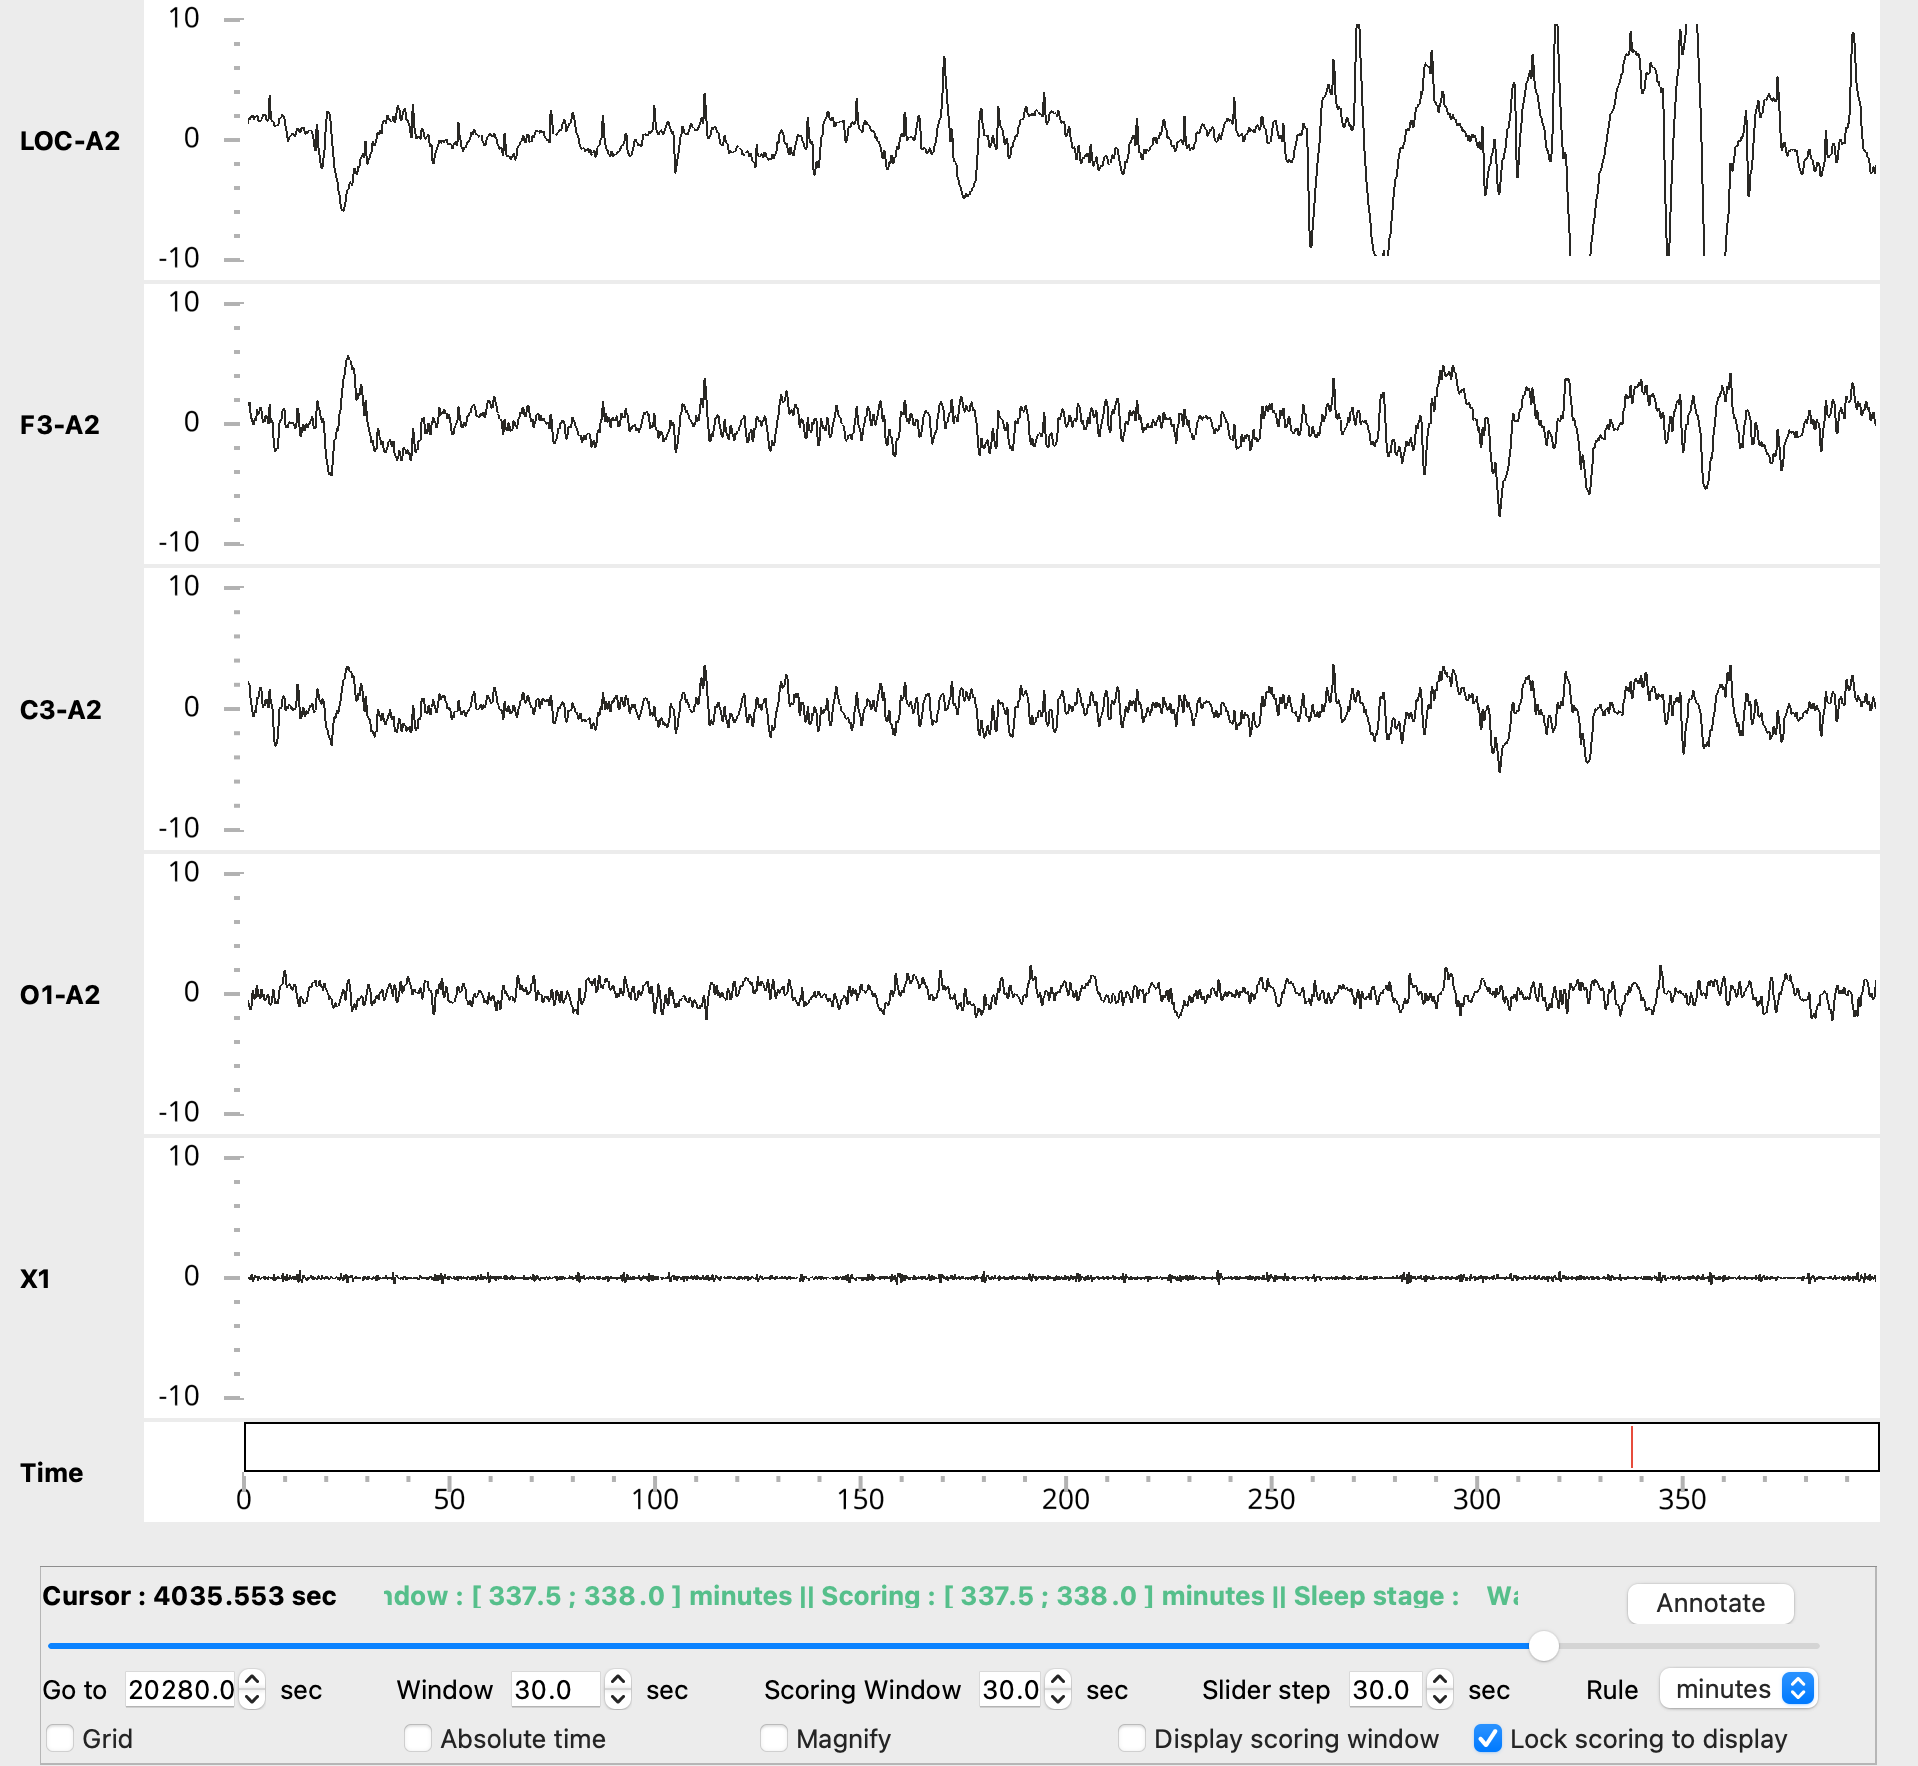 10
LOC-A2
0
-10
10
F3-A2
0
-10
10
C3-A2
0
-10
10
O1-A2
0
-10
10
X1
0
-10
Time
0 50 100 150 200 250 300 350
Cursor : 4035.553 sec ndow : [ 337.5 ; 338.0 ] minutes || Scoring : [ 337.5 ; 338.0 ] minutes || Sleep stage : Wa Annotate
Go to 20280.0 sec Window 30.0 sec Scoring Window 30.0 sec Slider step 30.0 sec Rule minutes
Grid Absolute time Magnify Display scoring window Lock scoring to display